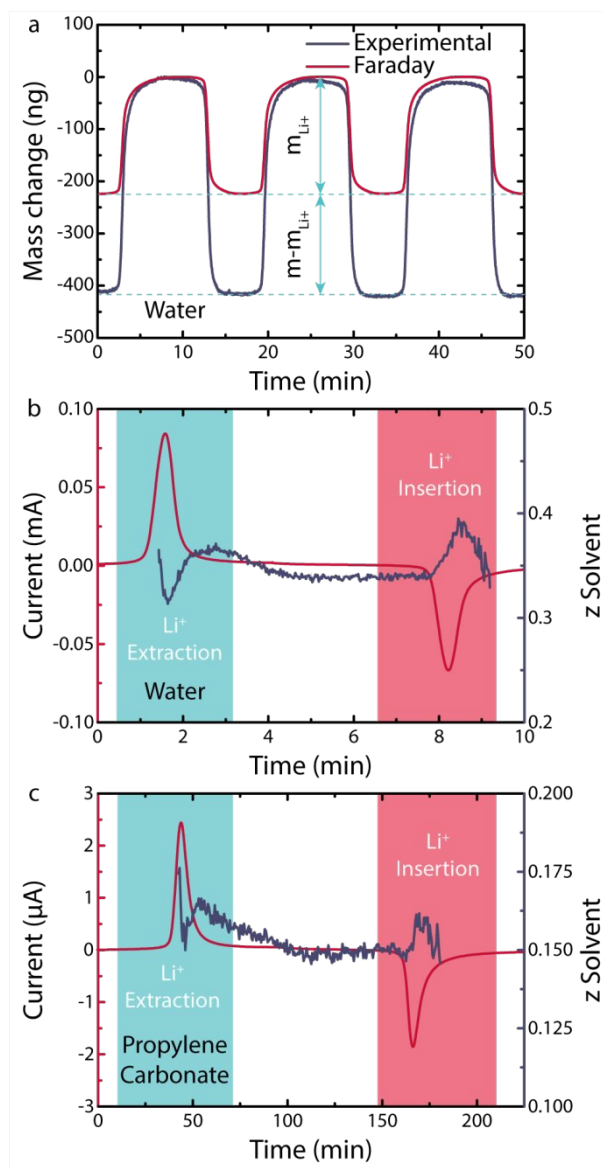 a
100
0
-100
-200
-300
-400
-500
Mass change (ng)
Experimental
Faraday
mLi+
m-mLi+
Water
0 10 20 30 40 50
Time (min)
b
0.10
0.05
0.00
-0.05
-0.10
Current (mA)
0.5
0.4
0.3
0.2
z Solvent
Li+
Insertion
Li+
Extraction
Water
0 2 4 6 8 10
Time (min)
c
3
2
1
0
-1
-2
-3
Current (μA)
0.200
0.175
0.150
0.120
0.100
z Solvent
Li+
Insertion
Li+
Extraction
Propylene
Carbonate
0 50 100 150 200
Time (min)